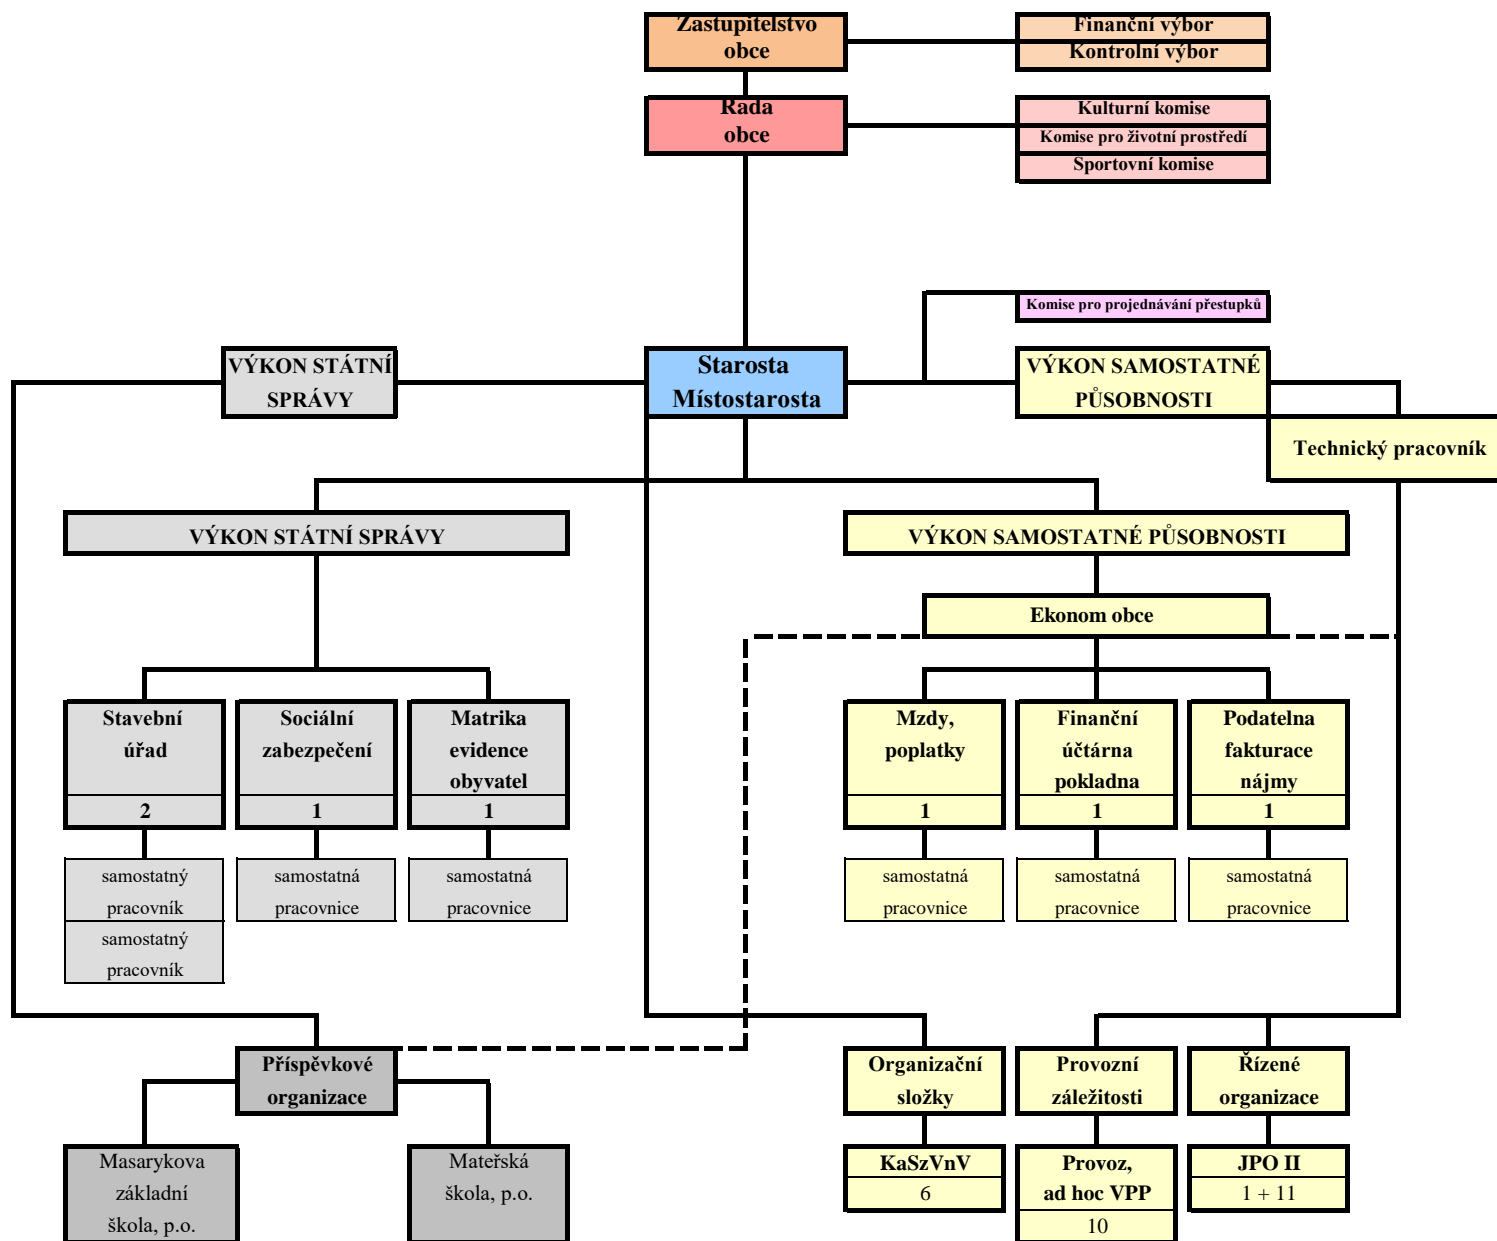 Zastupitelstvo
obce
Finanční výbor
Kontrolní výbor
Rada
obce
Kulturní komise
Komise pro životní prostředí
Sportovní komise
Komise pro projednávání přestupků
VÝKON STÁTNÍ
SPRÁVY
Starosta
Místostarosta
VÝKON SAMOSTATNÉ
PŮSOBNOSTI
Technický pracovník
VÝKON STÁTNÍ SPRÁVY
VÝKON SAMOSTATNÉ PŮSOBNOSTI
Ekonom obce
Stavební
úřad
2
Sociální
zabezpečení
1
Matrika
evidence
obyvatel
1
Mzdy,
poplatky
1
Finanční
účtárna
pokladna
1
Podatelna
fakturace
nájmy
1
samostatný
pracovník
samostatný
pracovník
samostatná
pracovnice
samostatná
pracovnice
samostatná
pracovnice
samostatná
pracovnice
samostatná
pracovnice
Příspěvkové
organizace
Organizační
složky
Provozní
záležitosti
Řízené
organizace
Masarykova
základní
škola, p.o.
Mateřská
škola, p.o.
KaSzVnV
6
Provoz,
ad hoc VPP
10
JPO II
1 + 11